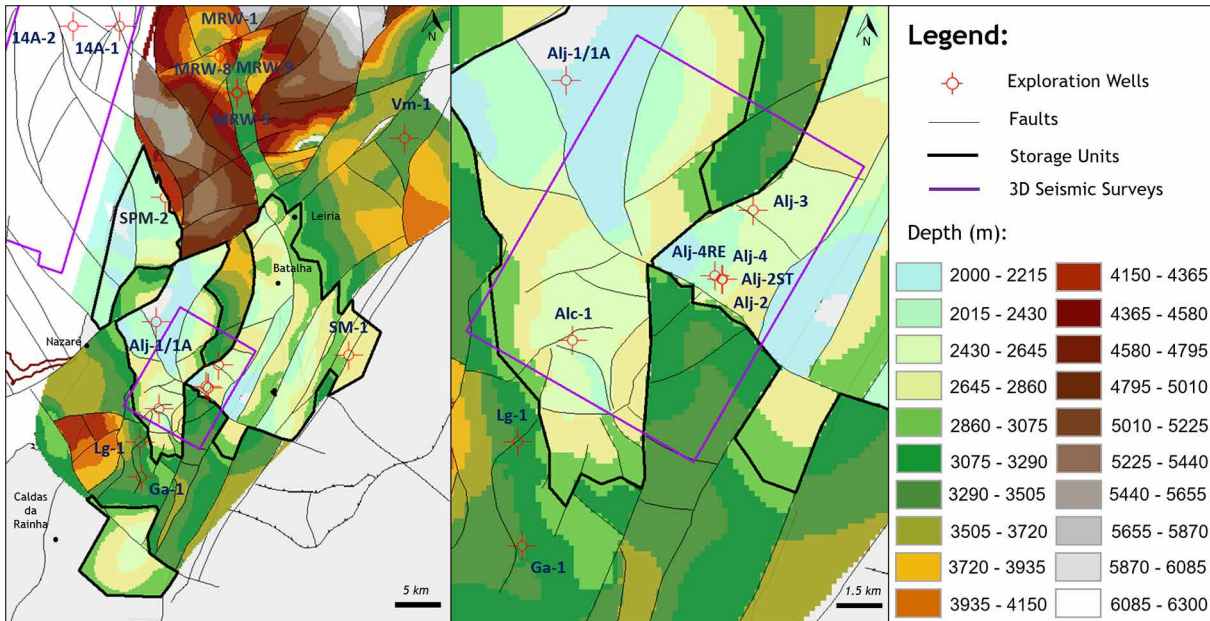 14A-2
14A-1
MRW-1
MRW-8
MRW-9
MRW-5
Vm-1
SPM-2
Leiria
Batalha
Nazaré
Alj-1/1A
SM-1
Lg-1
Ga-1
Caldas
da
Rainha
N
5 km
Alj-1/1A
Alj-3
Alj-4RE
Alj-4
Alj-2ST
Alj-2
Alc-1
Lg-1
Ga-1
N
1.5 km
Legend:
Exploration Wells
Faults
Storage Units
3D Seismic Surveys
Depth (m):
2000 - 2215
2015 - 2430
2430 - 2645
2645 - 2860
2860 - 3075
3075 - 3290
3290 - 3505
3505 - 3720
3720 - 3935
3935 - 4150
4150 - 4365
4365 - 4580
4580 - 4795
4795 - 5010
5010 - 5225
5225 - 5440
5440 - 5655
5655 - 5870
5870 - 6085
6085 - 6300